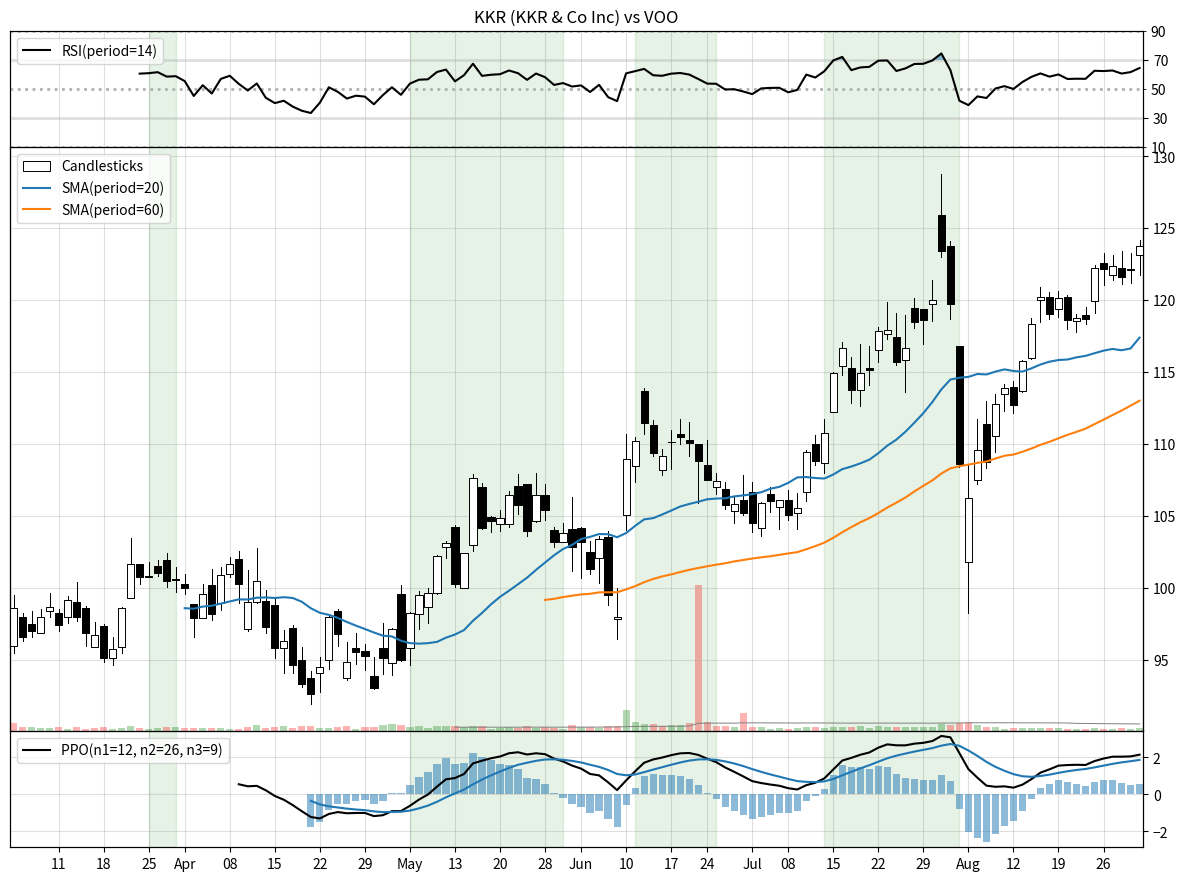 KKR (KKR & Co Inc) vs VOO
RSI(period=14)
90
70
50
30
10
Candlesticks
SMA(period=20)
SMA(period=60)
130
125
120
115
110
105
100
95
PPO(n1=12, n2=26, n3=9)
2
0
−2
11 18 25 Apr 08 15 22 29 May 13 20 28 Jun 10 17 24 Jul 08 15 22 29 Aug 12 19 26